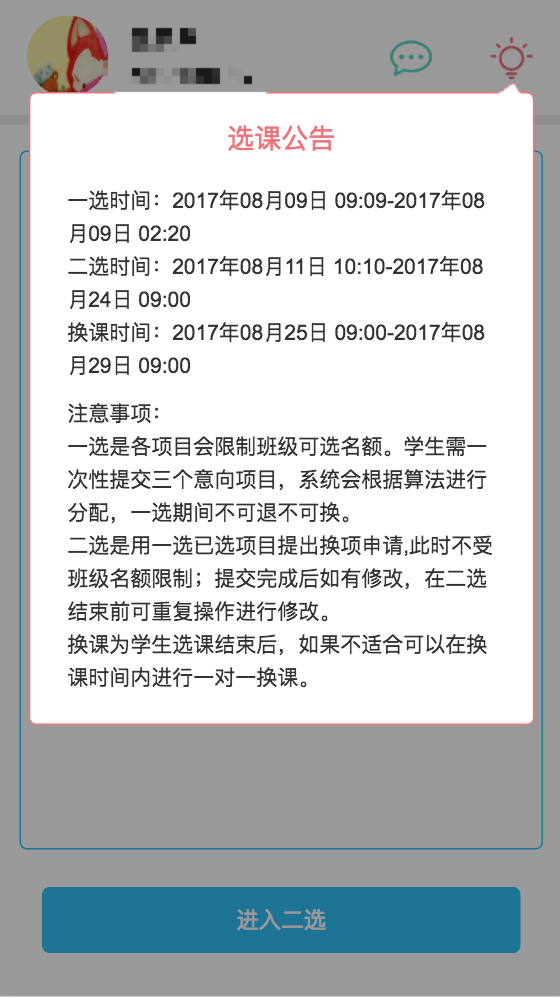 选课公告
一选时间：2017年08月09日 09:09-2017年08
月09日 02:20
二选时间：2017年08月11日 10:10-2017年08
月24日 09:00
换课时间：2017年08月25日 09:00-2017年08
月29日 09:00
注意事项：
一选是各项目会限制班级可选名额。学生需一
次性提交三个意向项目，系统会根据算法进行
分配，一选期间不可退不可换。
二选是用一选已选项目提出换项申请,此时不受
班级名额限制；提交完成后如有修改，在二选
结束前可重复操作进行修改。
换课为学生选课结束后，如果不适合可以在换
课时间内进行一对一换课。
进入二选